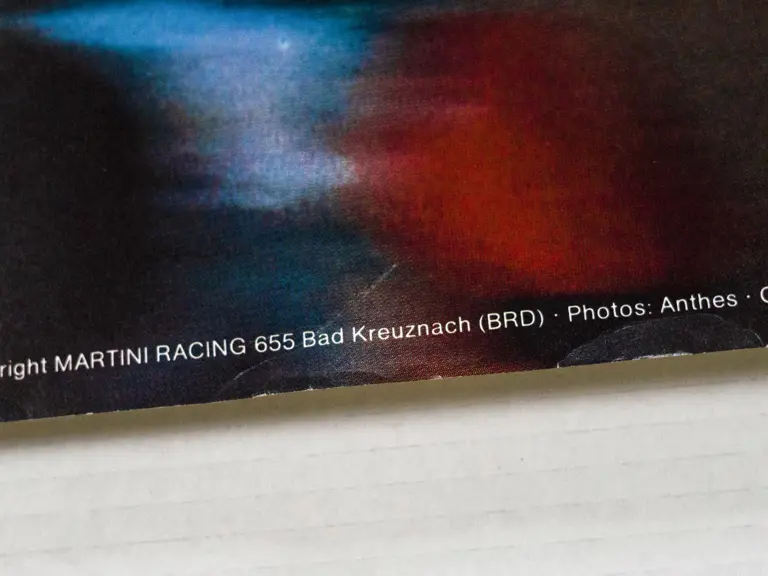 right MARTINI RACING 655 Bad Kreuznach (BRD) · Photos: Anthes ·